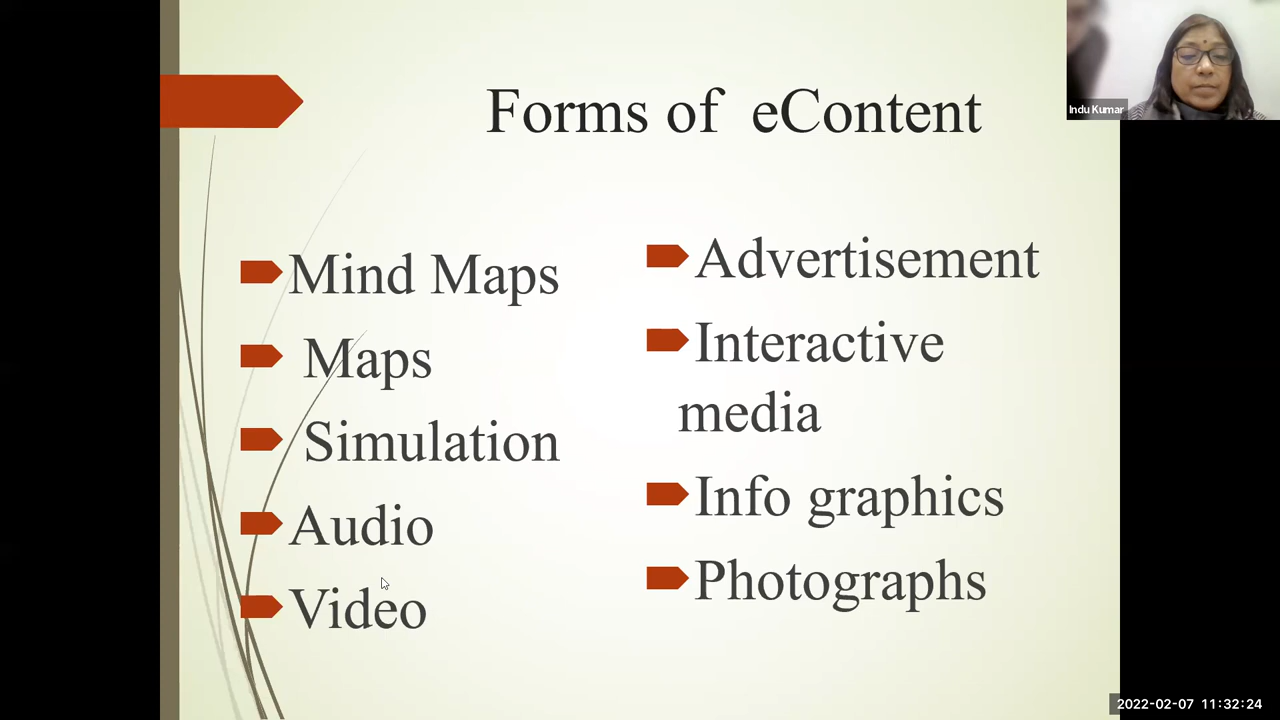 Forms of eContent
Mind Maps
Maps
Simulation
Audio
Video
Advertisement
Interactive
media
Info graphics
Photographs
Indu Kumar
2022-02-07 11:32:24